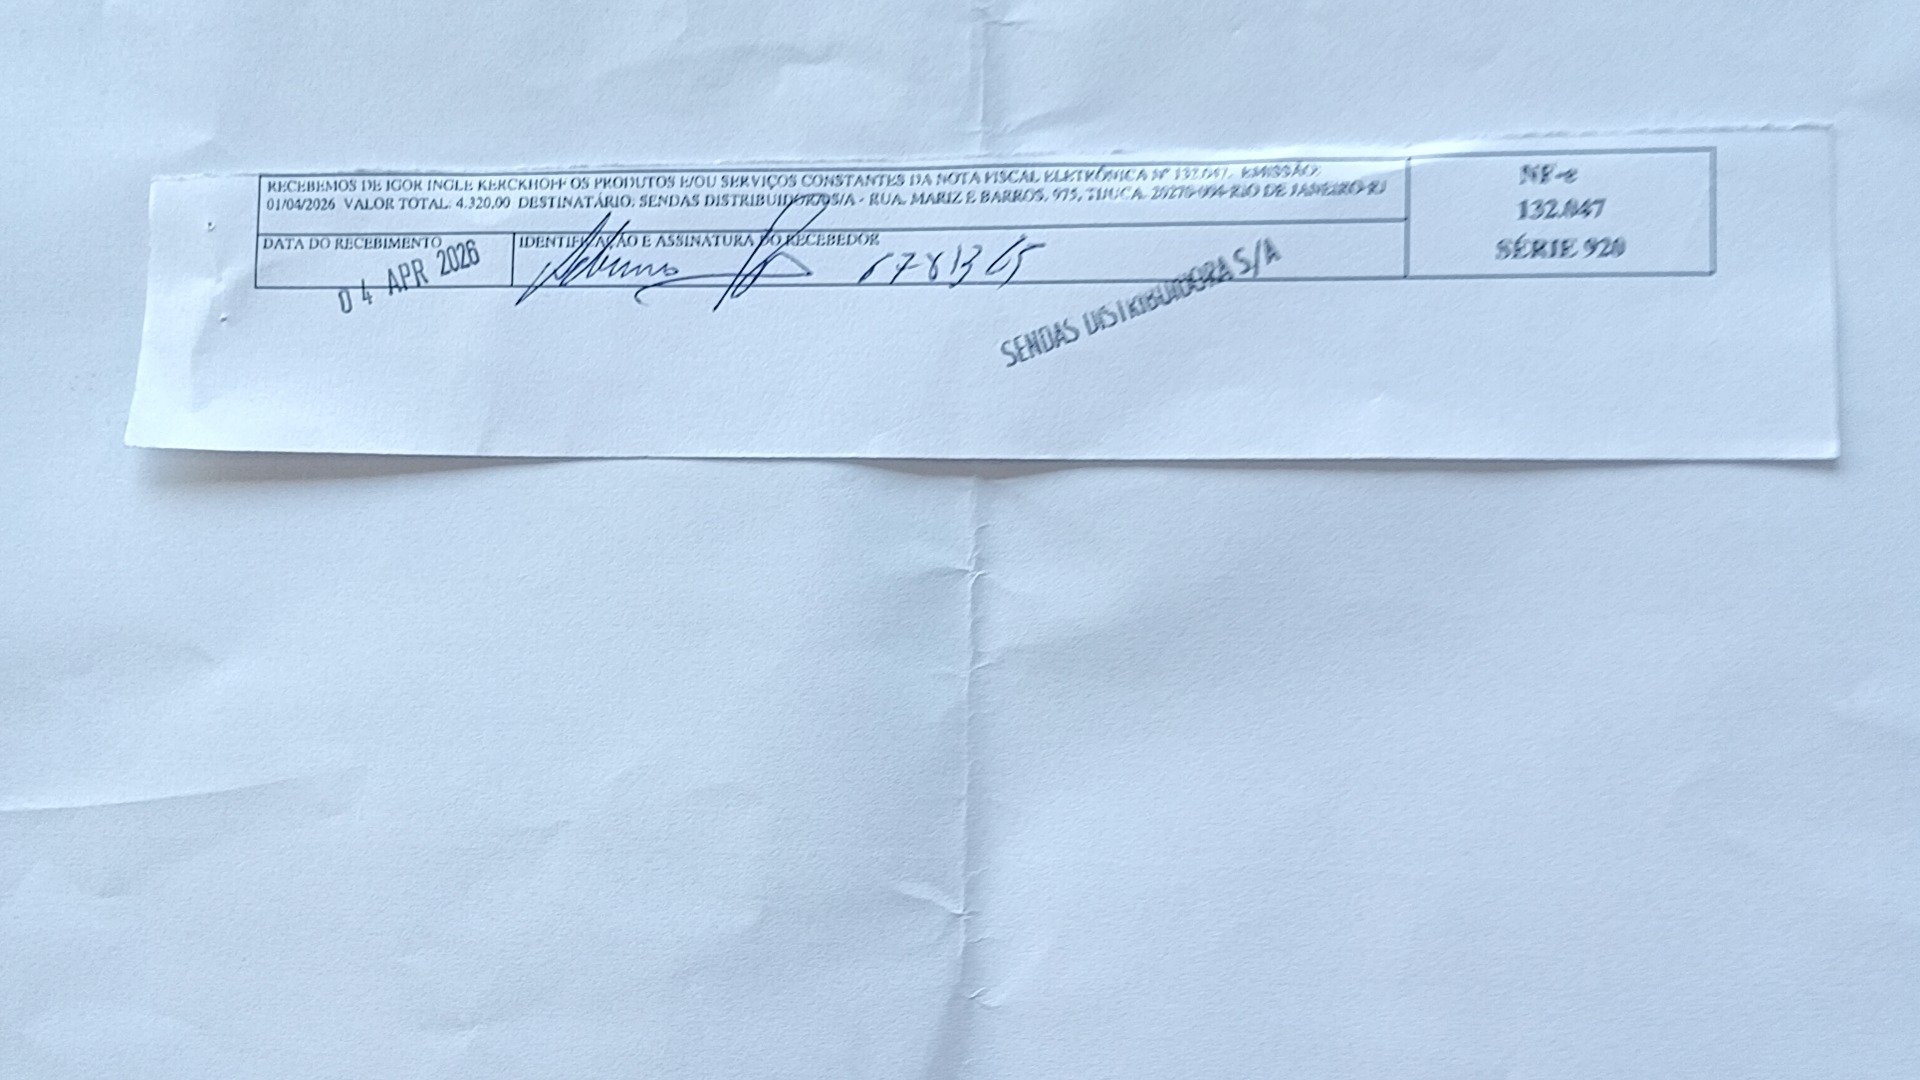 RECEBEMOS DE IGOR INGLE KERCKHOFF OS PRODUTOS E/OU SERVIÇOS CONSTANTES DA NOTA FISCAL ELETRÔNICA Nº 132.047, EMISSÃO:
01/04/2026 VALOR TOTAL: 4.320,00 DESTINATÁRIO: SENDAS DISTRIBUIDORA S/A - RUA. MARIZ E BARROS, 975, TIJUCA, RIO DE JANEIRO-RJ
DATA DO RECEBIMENTO
04 APR 2026
IDENTIFICAÇÃO E ASSINATURA DO RECEBEDOR
SENDAS DISTRIBUIDORA S/A
NF-e
132.047
SÉRIE 920